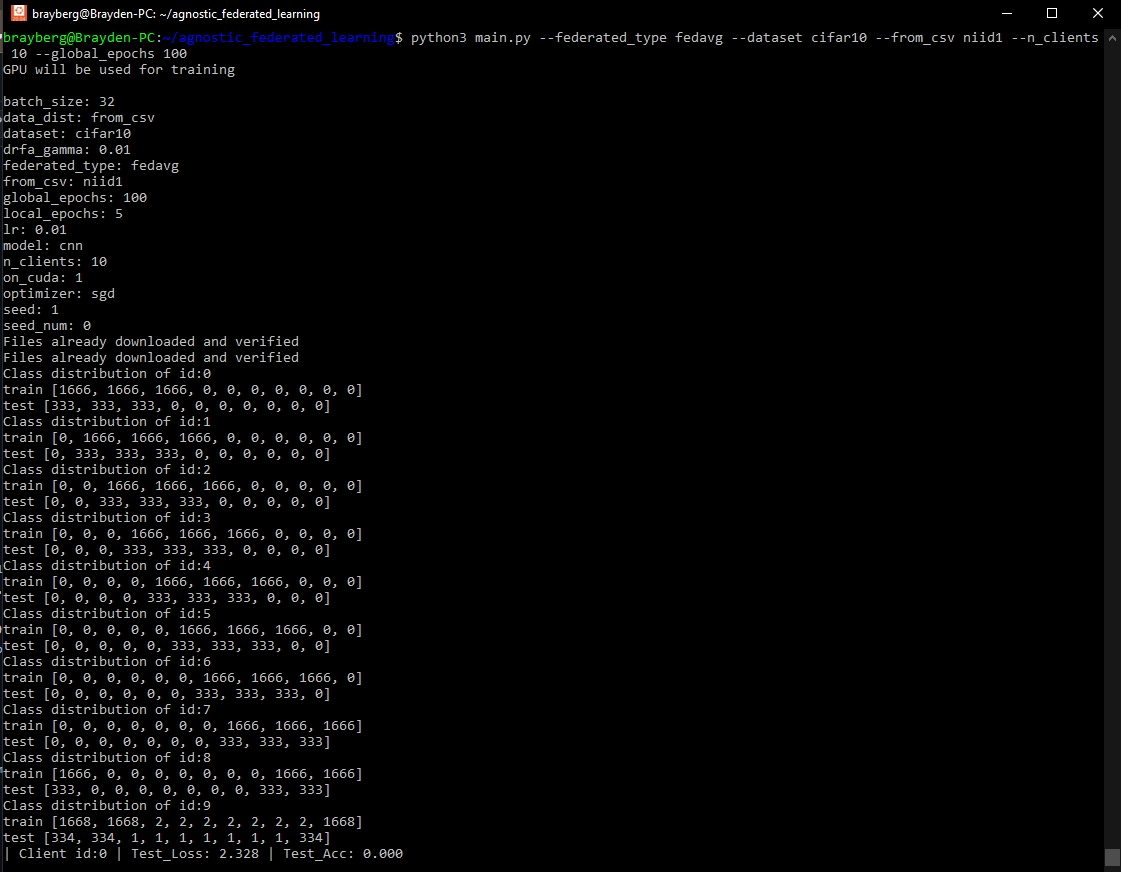 brayberg@Brayden-PC: ~/agnostic_federated_learning
brayberg@Brayden-PC:~/agnostic_federated_learning$ python3 main.py --federated_type fedavg --dataset cifar10 --from_csv niid1 --n_clients
10 --global_epochs 100
GPU will be used for training
batch_size: 32
data_dist: from_csv
dataset: cifar10
drfa_gamma: 0.01
federated_type: fedavg
from_csv: niid1
global_epochs: 100
local_epochs: 5
lr: 0.01
model: cnn
n_clients: 10
on_cuda: 1
optimizer: sgd
seed: 1
seed_num: 0
Files already downloaded and verified
Files already downloaded and verified
Class distribution of id:0
train [1666, 1666, 1666, 0, 0, 0, 0, 0, 0, 0]
test [333, 333, 333, 0, 0, 0, 0, 0, 0, 0]
Class distribution of id:1
train [0, 1666, 1666, 1666, 0, 0, 0, 0, 0, 0]
test [0, 333, 333, 333, 0, 0, 0, 0, 0, 0]
Class distribution of id:2
train [0, 0, 1666, 1666, 1666, 0, 0, 0, 0, 0]
test [0, 0, 333, 333, 333, 0, 0, 0, 0, 0]
Class distribution of id:3
train [0, 0, 0, 1666, 1666, 1666, 0, 0, 0, 0]
test [0, 0, 0, 333, 333, 333, 0, 0, 0, 0]
Class distribution of id:4
train [0, 0, 0, 0, 1666, 1666, 1666, 0, 0, 0]
test [0, 0, 0, 0, 333, 333, 333, 0, 0, 0]
Class distribution of id:5
train [0, 0, 0, 0, 0, 1666, 1666, 1666, 0, 0]
test [0, 0, 0, 0, 0, 333, 333, 333, 0, 0]
Class distribution of id:6
train [0, 0, 0, 0, 0, 0, 1666, 1666, 1666, 0]
test [0, 0, 0, 0, 0, 0, 333, 333, 333, 0]
Class distribution of id:7
train [0, 0, 0, 0, 0, 0, 0, 1666, 1666, 1666]
test [0, 0, 0, 0, 0, 0, 0, 333, 333, 333]
Class distribution of id:8
train [1666, 0, 0, 0, 0, 0, 0, 0, 1666, 1666]
test [333, 0, 0, 0, 0, 0, 0, 0, 333, 333]
Class distribution of id:9
train [1668, 1668, 2, 2, 2, 2, 2, 2, 2, 1668]
test [334, 334, 1, 1, 1, 1, 1, 1, 1, 334]
| Client id:0 | Test_Loss: 2.328 | Test_Acc: 0.000